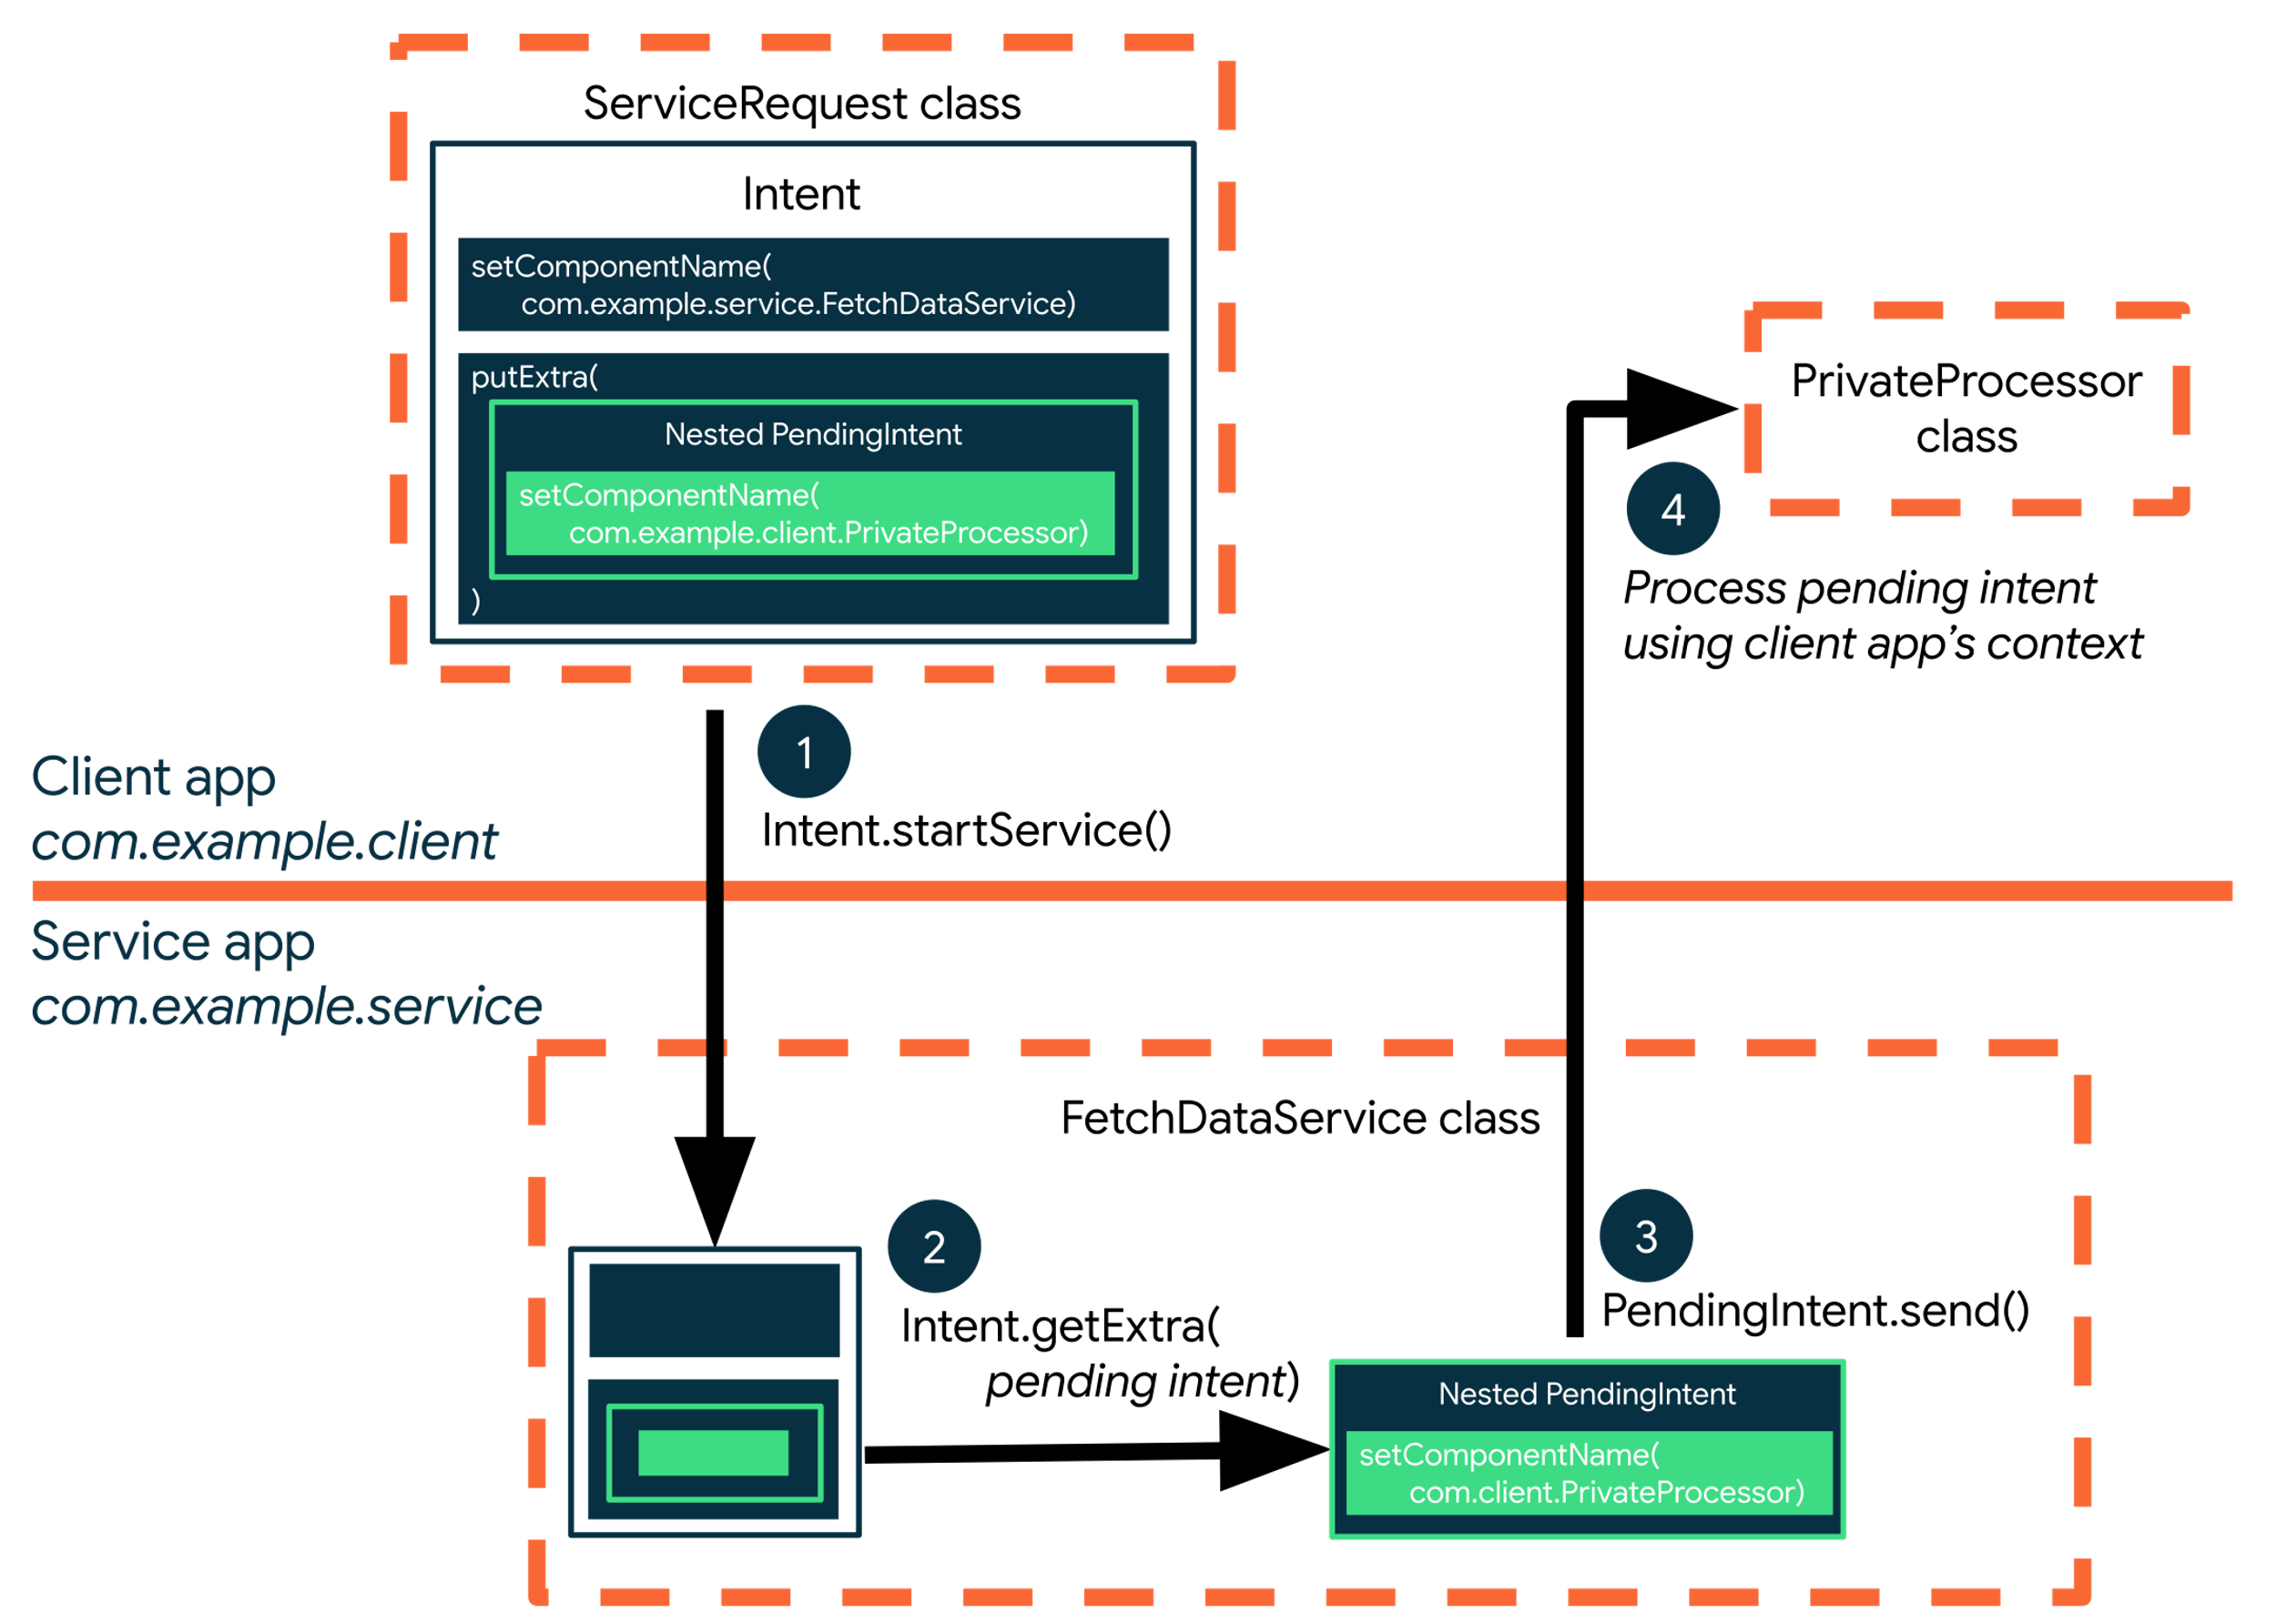 ServiceRequest class
Intent
setComponentName(
com.example.service.FetchDataService)
putExtra(
Nested PendingIntent
setComponentName(
com.example.client.PrivateProcessor)
)
PrivateProcessor
class
4
Process pending intent
using client app’s context
1
Intent.startService()
Client app
com.example.client
Service app
com.example.service
FetchDataService class
2
Intent.getExtra(
pending intent)
3
PendingIntent.send()
Nested PendingIntent
setComponentName(
com.client.PrivateProcessor)